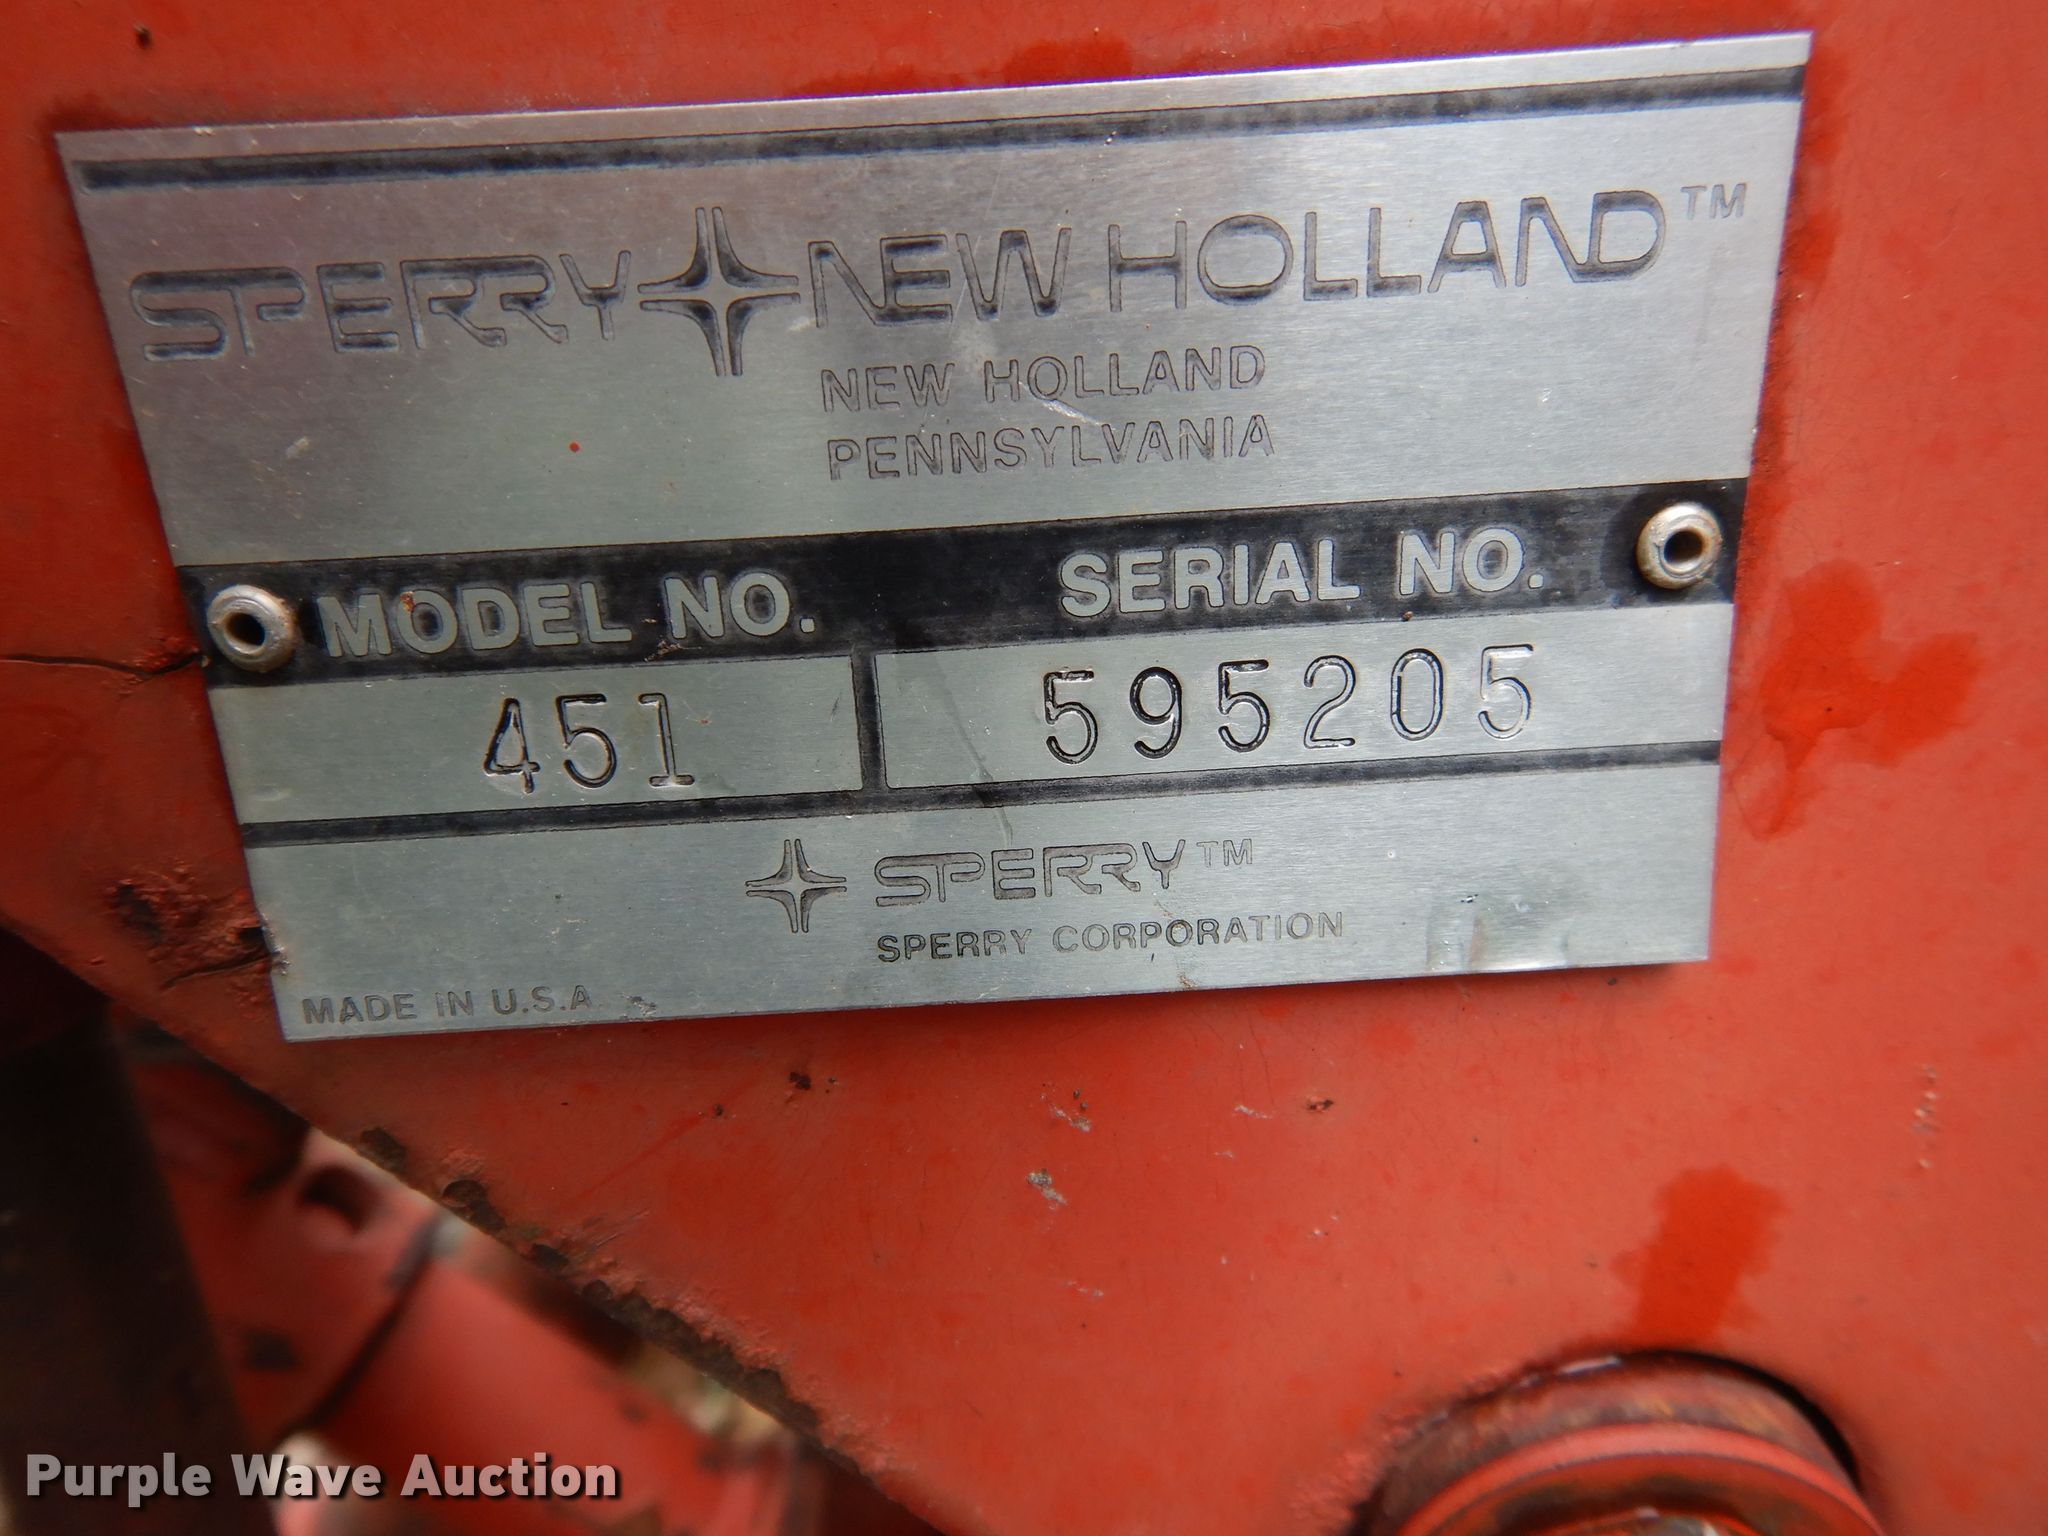 SPERRY NEW HOLLAND™
NEW HOLLAND
PENNSYLVANIA
MODEL NO. SERIAL NO.
451 595205
SPERRY™
SPERRY CORPORATION
MADE IN U.S.A
Purple Wave Auction